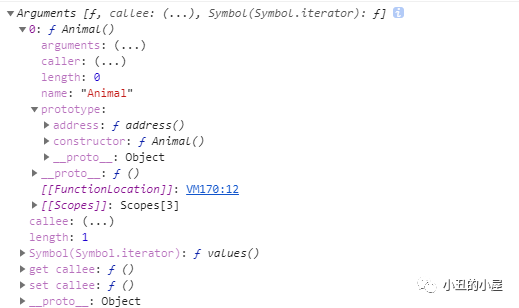 Arguments [ƒ, callee: (...), Symbol(Symbol.iterator): ƒ]
0: ƒ Animal()
arguments: (...)
caller: (...)
length: 0
name: "Animal"
prototype:
address: ƒ address()
constructor: ƒ Animal()
__proto__: Object
__proto__: ƒ ()
[[FunctionLocation]]: VM170:12
[[Scopes]]: Scopes[3]
callee: (...)
length: 1
Symbol(Symbol.iterator): ƒ values()
get callee: ƒ ()
set callee: ƒ ()
__proto__: Object
小丑的小屋